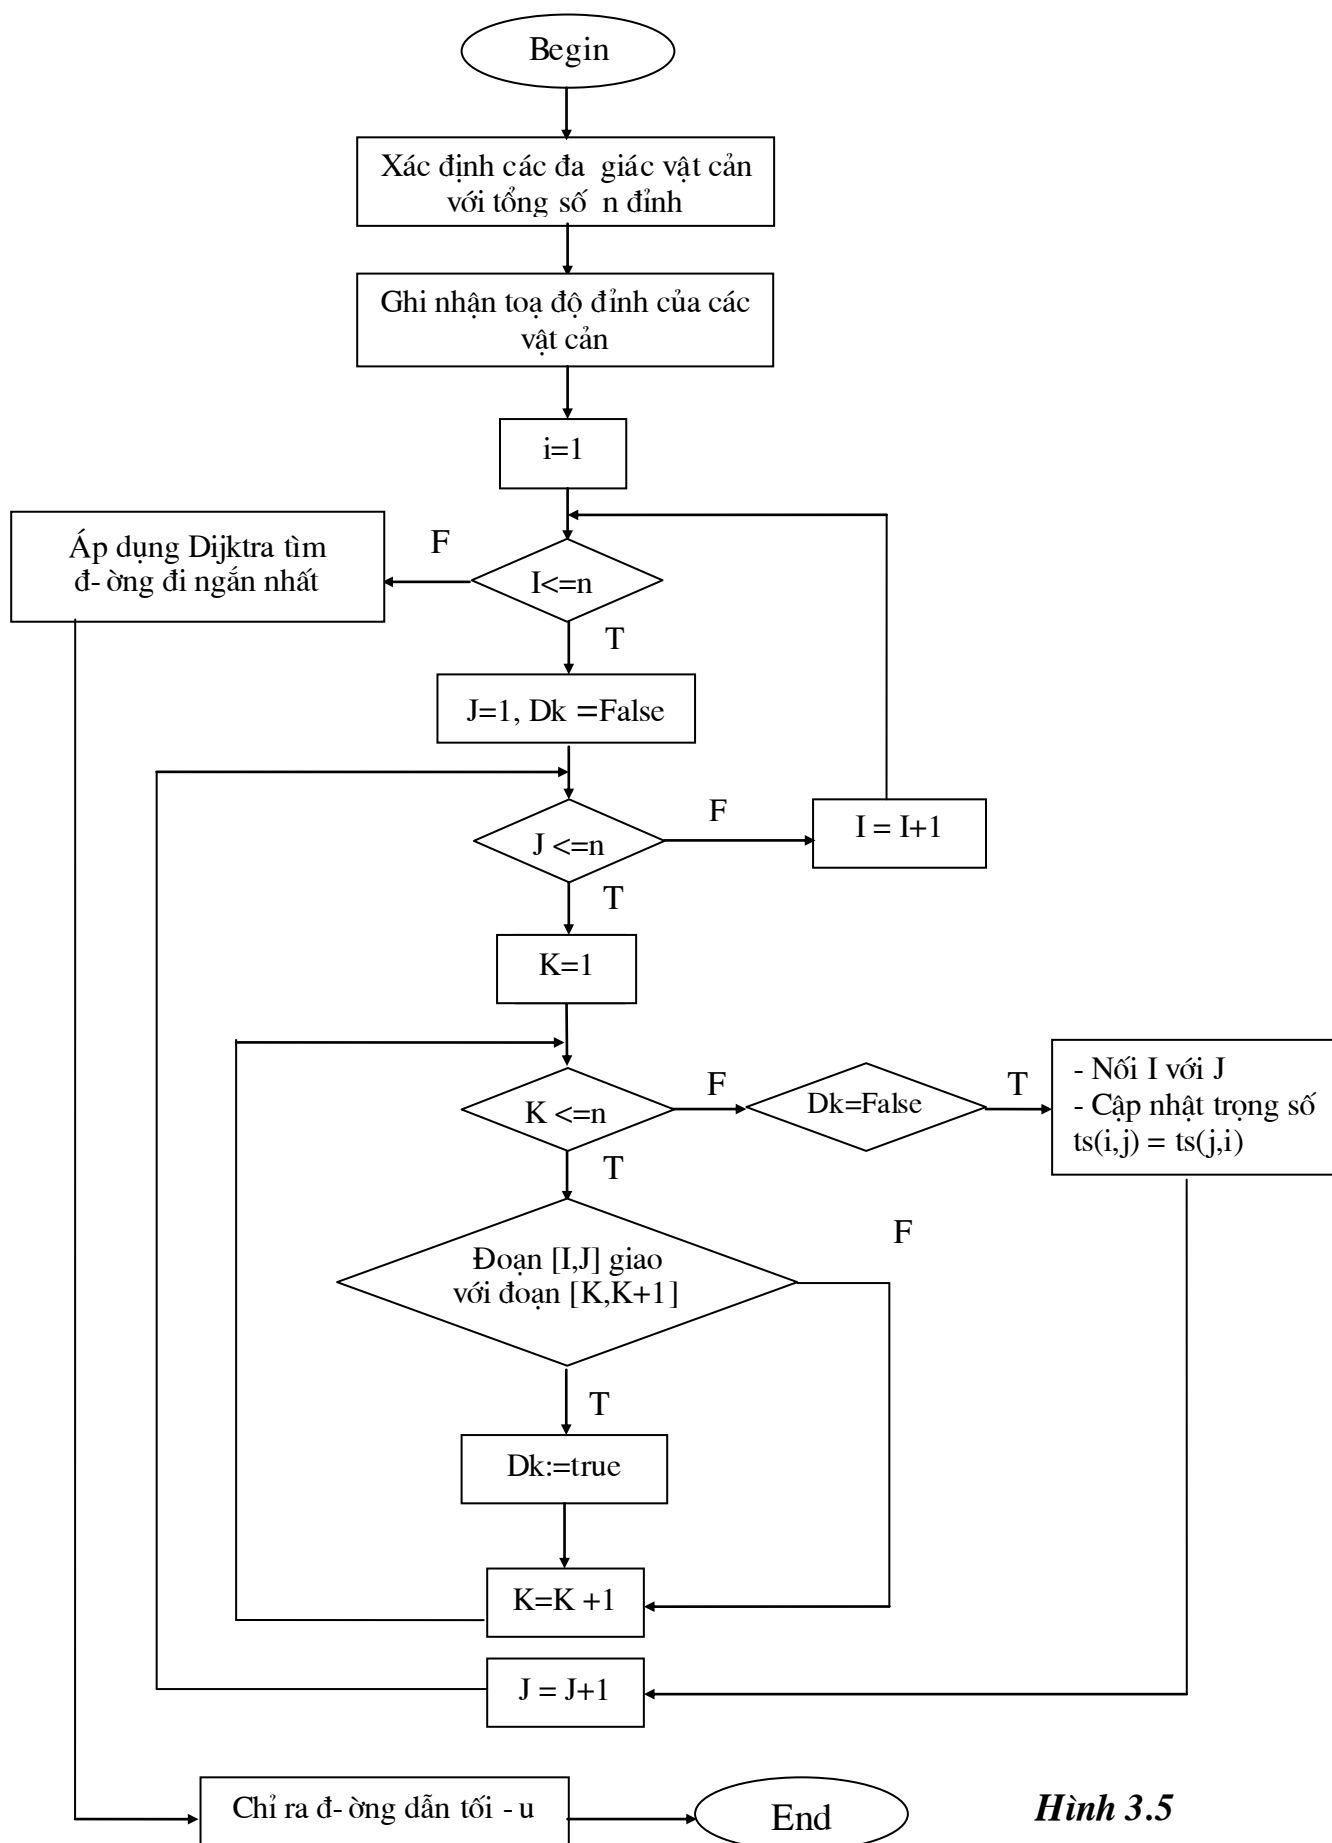 Begin
Xác định các đa giác vật cản
với tổng số n đỉnh
Ghi nhận toạ độ đỉnh của các
vật cản
i=1
Áp dụng Dijktra tìm
đ- ờng đi ngắn nhất
F
I<=n
T
J=1, Dk =False
J <=n
F
I = I+1
T
K=1
K <=n
F
Dk=False
T
- Nối I với J
- Cập nhật trọng số
ts(i,j) = ts(j,i)
T
Đoạn [I,J] giao
với đoạn [K,K+1]
F
T
Dk:=true
K=K +1
J = J+1
Chỉ ra đ- ờng dẫn tối - u
End
Hình 3.5